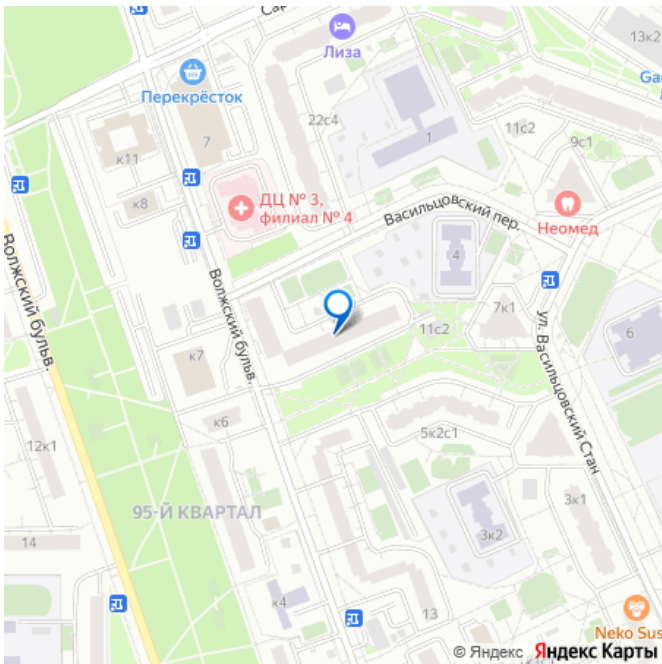 Лиза
13к2
Перекрёсток
22с4
7
1
11с2
9с1
к11
к8
ДЦ № 3,
филиал № 4
Васильцовский пер.
Неомед
4
Волжский бульв.
Волжский бульв.
7к1
11с2
6
ул. Васильцовский Стан
к7
к6
12к1
5к2с1
95-Й КВАРТАЛ
3к1
14
3к2
к4
13
Neko Sus
© Яндекс Яндекс Карты